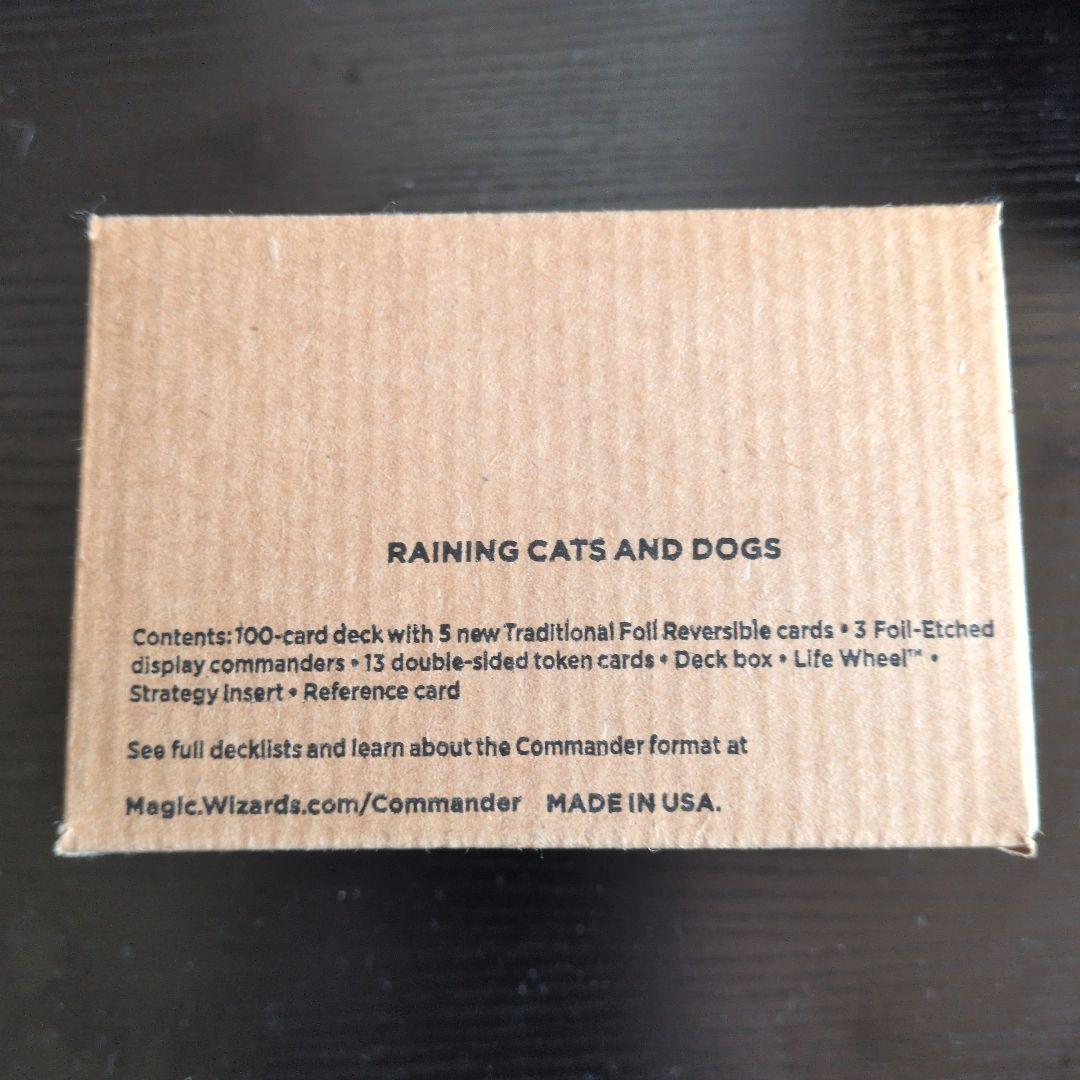 RAINING CATS AND DOGS
Contents: 100-card deck with 5 new Traditional Foil Reversible cards • 3 Foil-Etched
display commanders • 13 double-sided token cards • Deck box • Life Wheel™ •
Strategy Insert • Reference card
See full decklists and learn about the Commander format at
Magic.Wizards.com/Commander MADE IN USA.